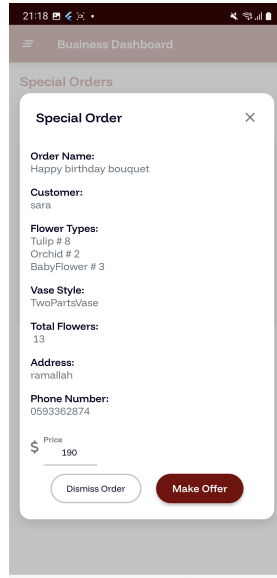 21:18
Business Dashboard
Special Orders
Special Order
Order Name:
Happy birthday bouquet
Customer:
sara
Flower Types:
Tulip # 8
Orchid # 2
BabyFlower # 3
Vase Style:
TwoPartsVase
Total Flowers:
13
Address:
ramallah
Phone Number:
0593362874
Price
$ 190
Dismiss Order Make Offer